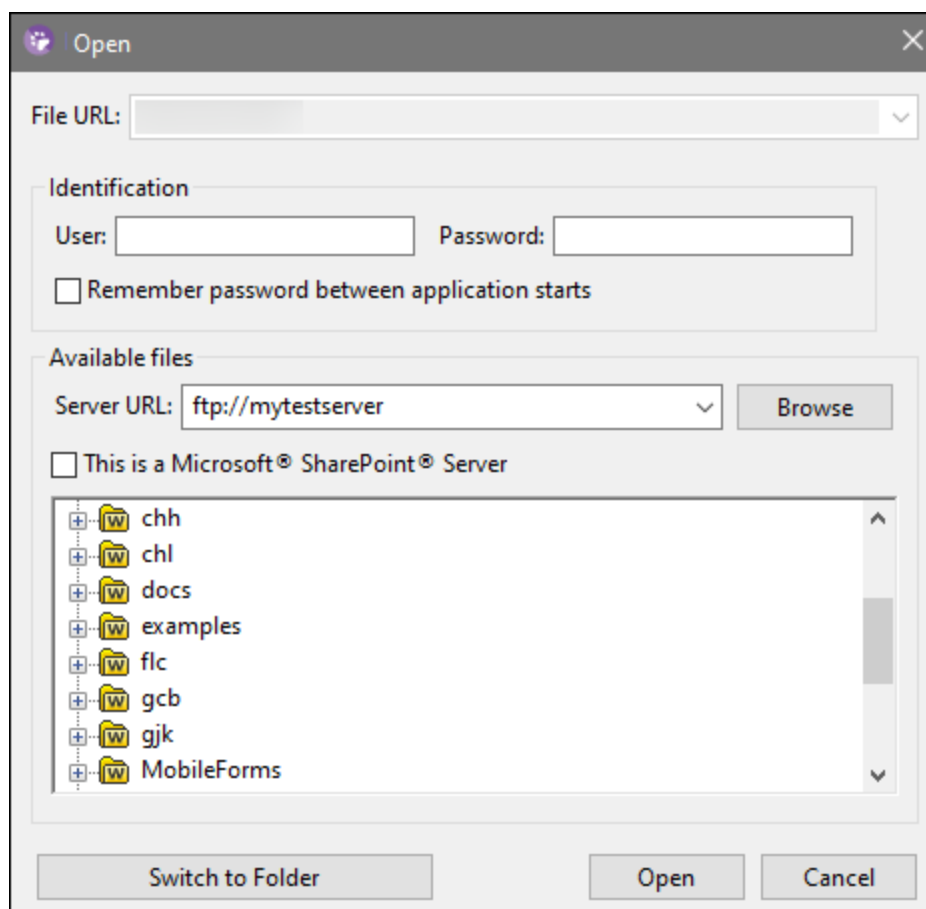 Open
File URL:
Identification
User: Password:
Remember password between application starts
Available files
Server URL: ftp://mytestserver Browse
This is a Microsoft® SharePoint® Server
chh
chl
docs
examples
flc
gcb
gjk
MobileForms
Switch to Folder Open Cancel